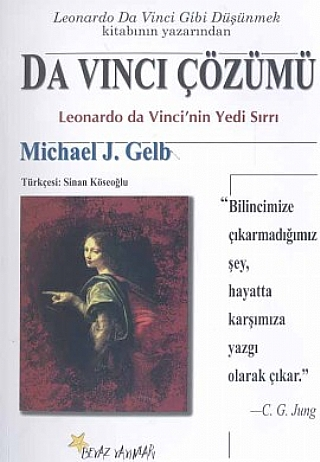 Leonardo Da Vinci Gibi Düşünmek
kitabının yazarından
DA VINCI ÇÖZÜMÜ
Leonardo da Vinci'nin Yedi Sırrı
Michael J. Gelb
Türkçesi: Sinan Köseoğlu
"Bilincimize
çıkarmadığımız
şey,
hayatta
karşımıza
yazgı
olarak çıkar."
—C. G. Jung
BEYAZ YAYINLARI